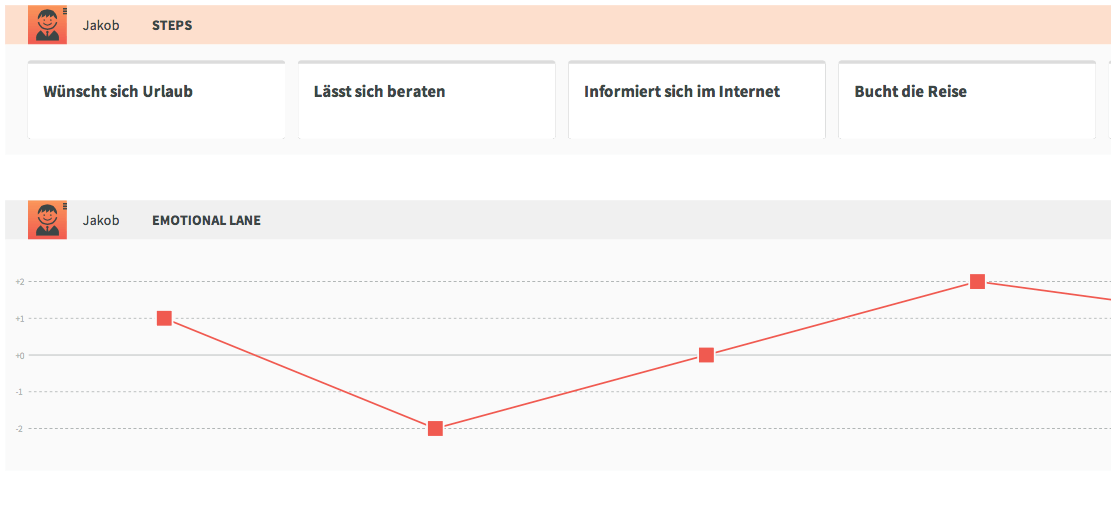 Jakob STEPS
Wünscht sich Urlaub Lässt sich beraten Informiert sich im Internet Bucht die Reise
Jakob EMOTIONAL LANE
+2
+1
+0
-1
-2